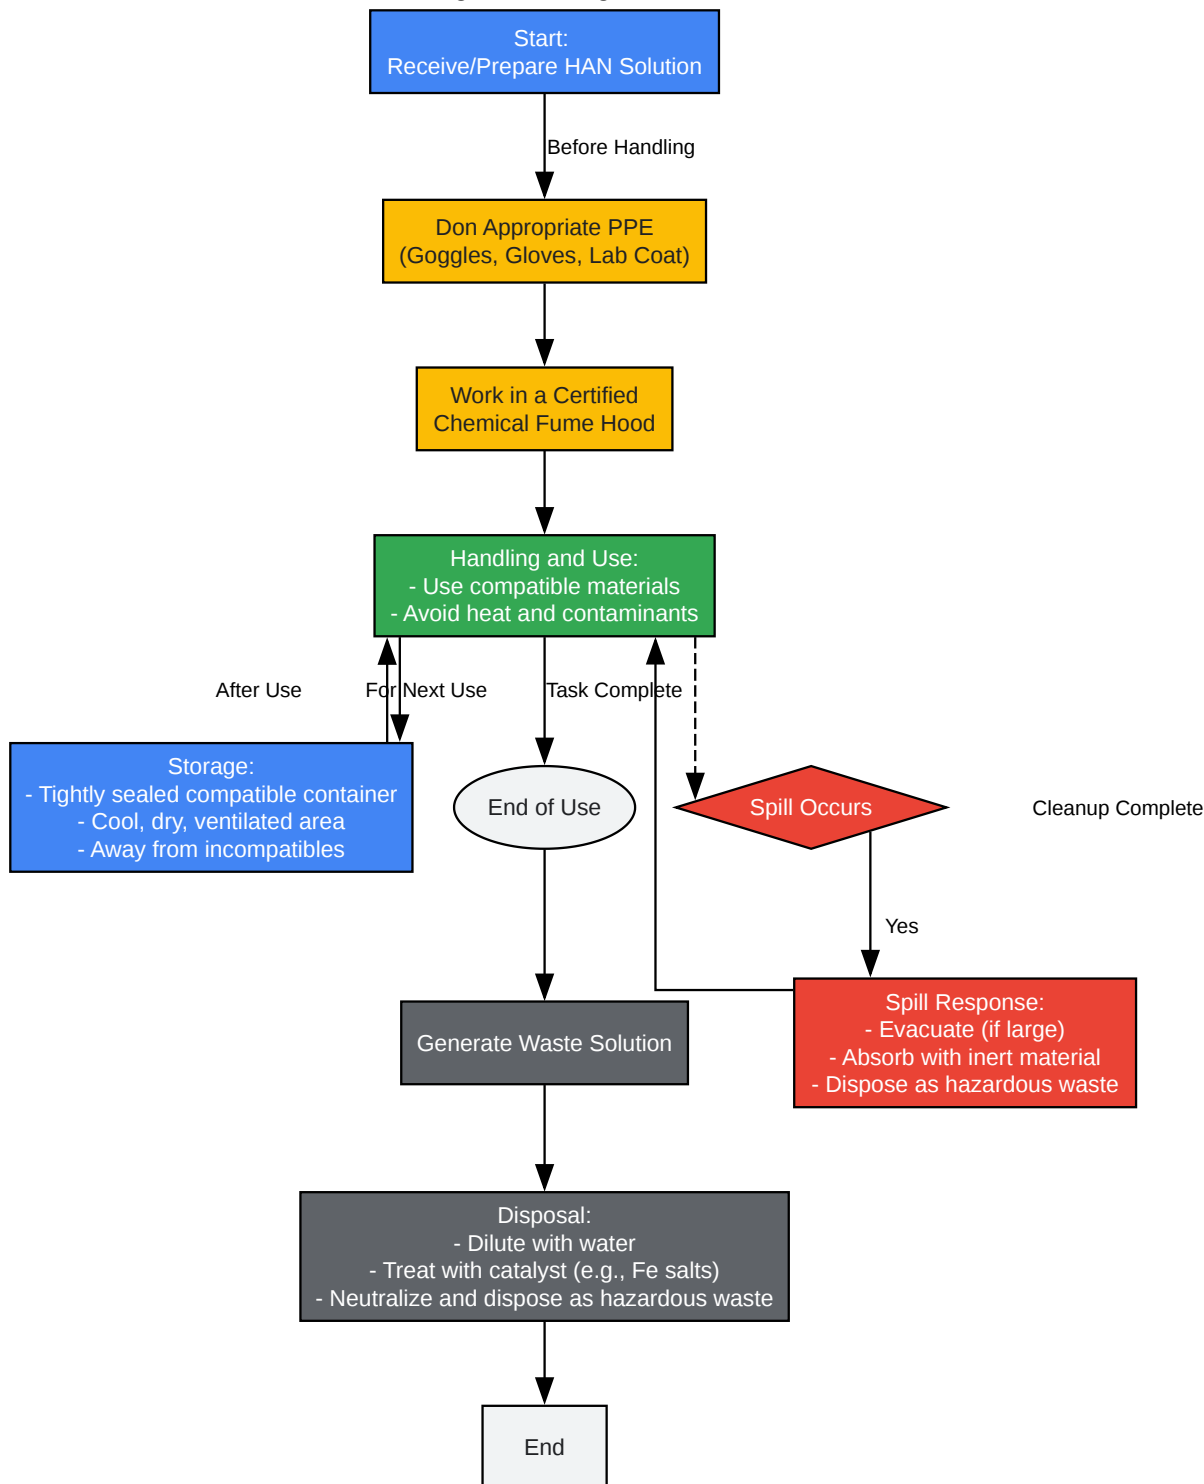 Start:
Receive/Prepare HAN Solution
Before Handling
Don Appropriate PPE
(Goggles, Gloves, Lab Coat)
Work in a Certified
Chemical Fume Hood
Handling and Use:
- Use compatible materials
- Avoid heat and contaminants
After Use
For Next Use
Task Complete
Storage:
- Tightly sealed compatible container
- Cool, dry, ventilated area
- Away from incompatibles
End of Use
Spill Occurs
Cleanup Complete
Yes
Spill Response:
- Evacuate (if large)
- Absorb with inert material
- Dispose as hazardous waste
Generate Waste Solution
Disposal:
- Dilute with water
- Treat with catalyst (e.g., Fe salts)
- Neutralize and dispose as hazardous waste
End